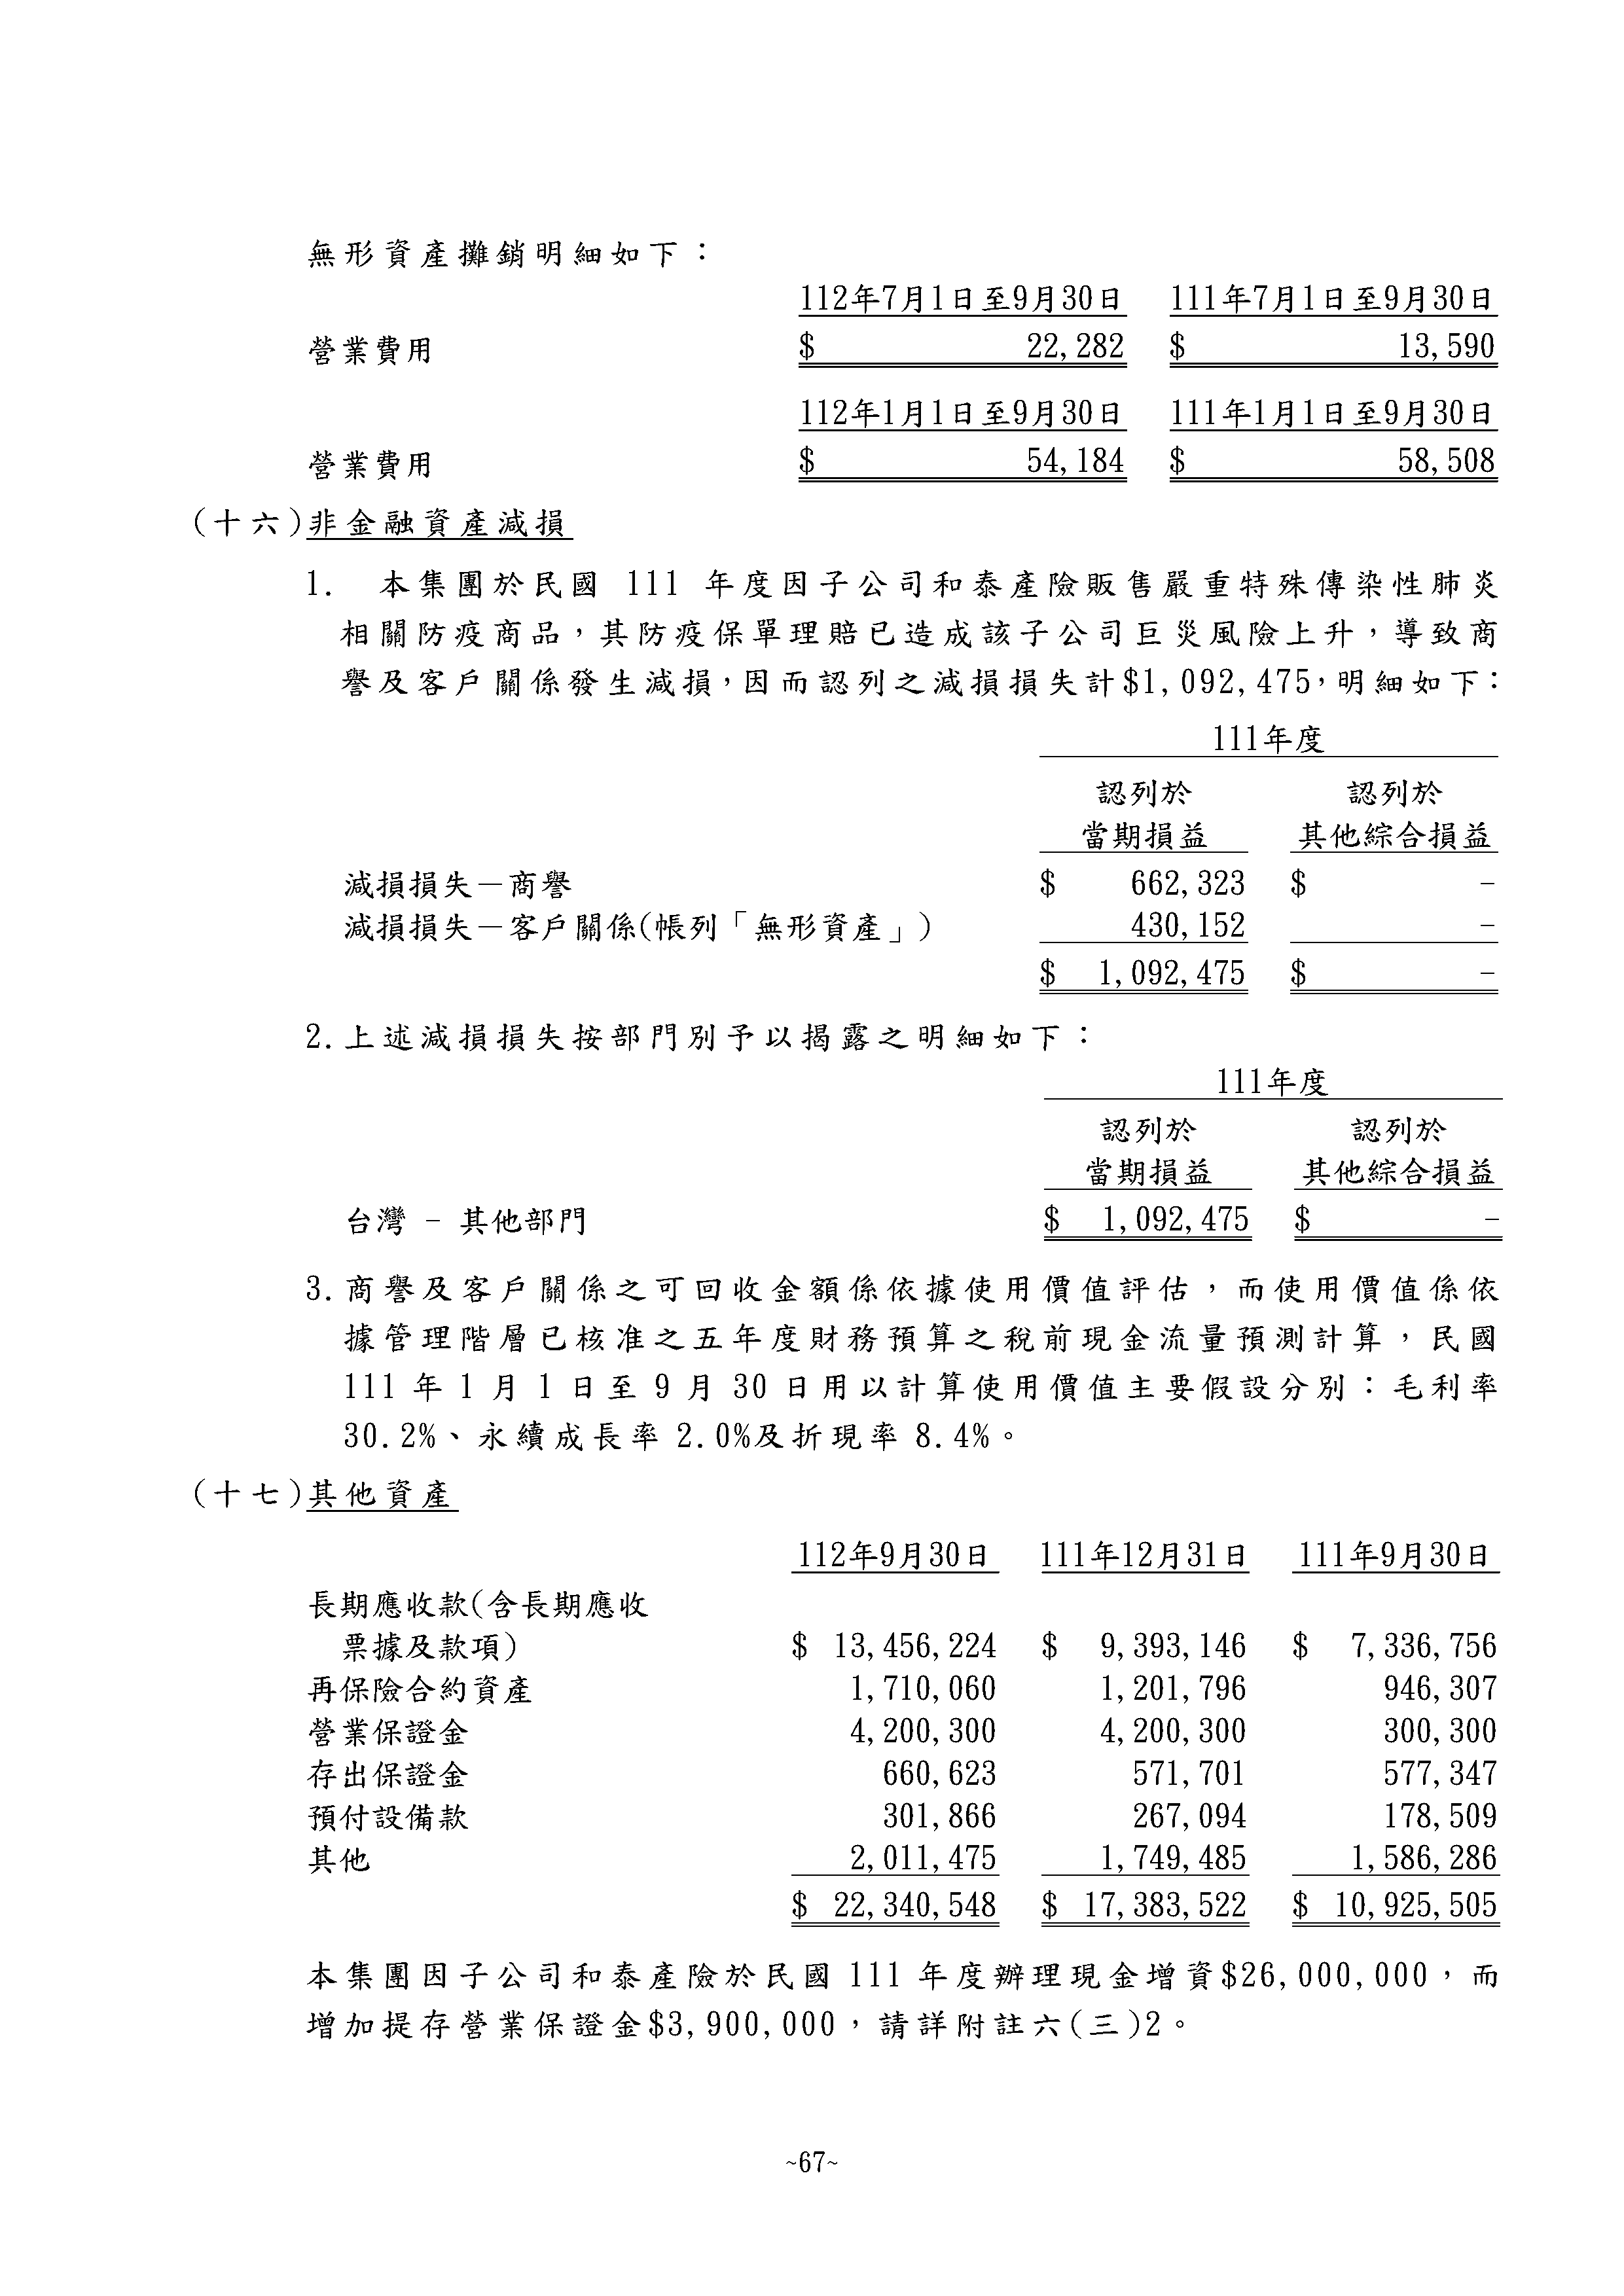 無形資產攤銷明細如下：
112年7月1日至9月30日 111年7月1日至9月30日
營業費用 $ 22,282 $ 13,590
112年1月1日至9月30日 111年1月1日至9月30日
營業費用 $ 54,184 $ 58,508
(十六)非金融資產減損
1. 本集團於民國 111 年度因子公司和泰產險販售嚴重特殊傳染性肺炎
相關防疫商品，其防疫保單理賠已造成該子公司巨災風險上升，導致商
譽及客戶關係發生減損，因而認列之減損損失計$1,092,475，明細如下：
111年度
認列於 認列於
當期損益 其他綜合損益
減損損失－商譽 $ 662,323 $ -
減損損失－客戶關係(帳列「無形資產」) 430,152 -
$ 1,092,475 $ -
2.上述減損損失按部門別予以揭露之明細如下：
111年度
認列於 認列於
當期損益 其他綜合損益
台灣 - 其他部門 $ 1,092,475 $ -
3.商譽及客戶關係之可回收金額係依據使用價值評估，而使用價值係依
據管理階層已核准之五年度財務預算之稅前現金流量預測計算，民國
111 年 1 月 1 日至 9 月 30 日用以計算使用價值主要假設分別：毛利率
30.2%、永續成長率 2.0%及折現率 8.4%。
(十七)其他資產
112年9月30日 111年12月31日 111年9月30日
長期應收款(含長期應收
票據及款項) $ 13,456,224 $ 9,393,146 $ 7,336,756
再保險合約資產 1,710,060 1,201,796 946,307
營業保證金 4,200,300 4,200,300 300,300
存出保證金 660,623 571,701 577,347
預付設備款 301,866 267,094 178,509
其他 2,011,475 1,749,485 1,586,286
$ 22,340,548 $ 17,383,522 $ 10,925,505
本集團因子公司和泰產險於民國 111 年度辦理現金增資$26,000,000，而
增加提存營業保證金$3,900,000，請詳附註六(三)2。
~67~